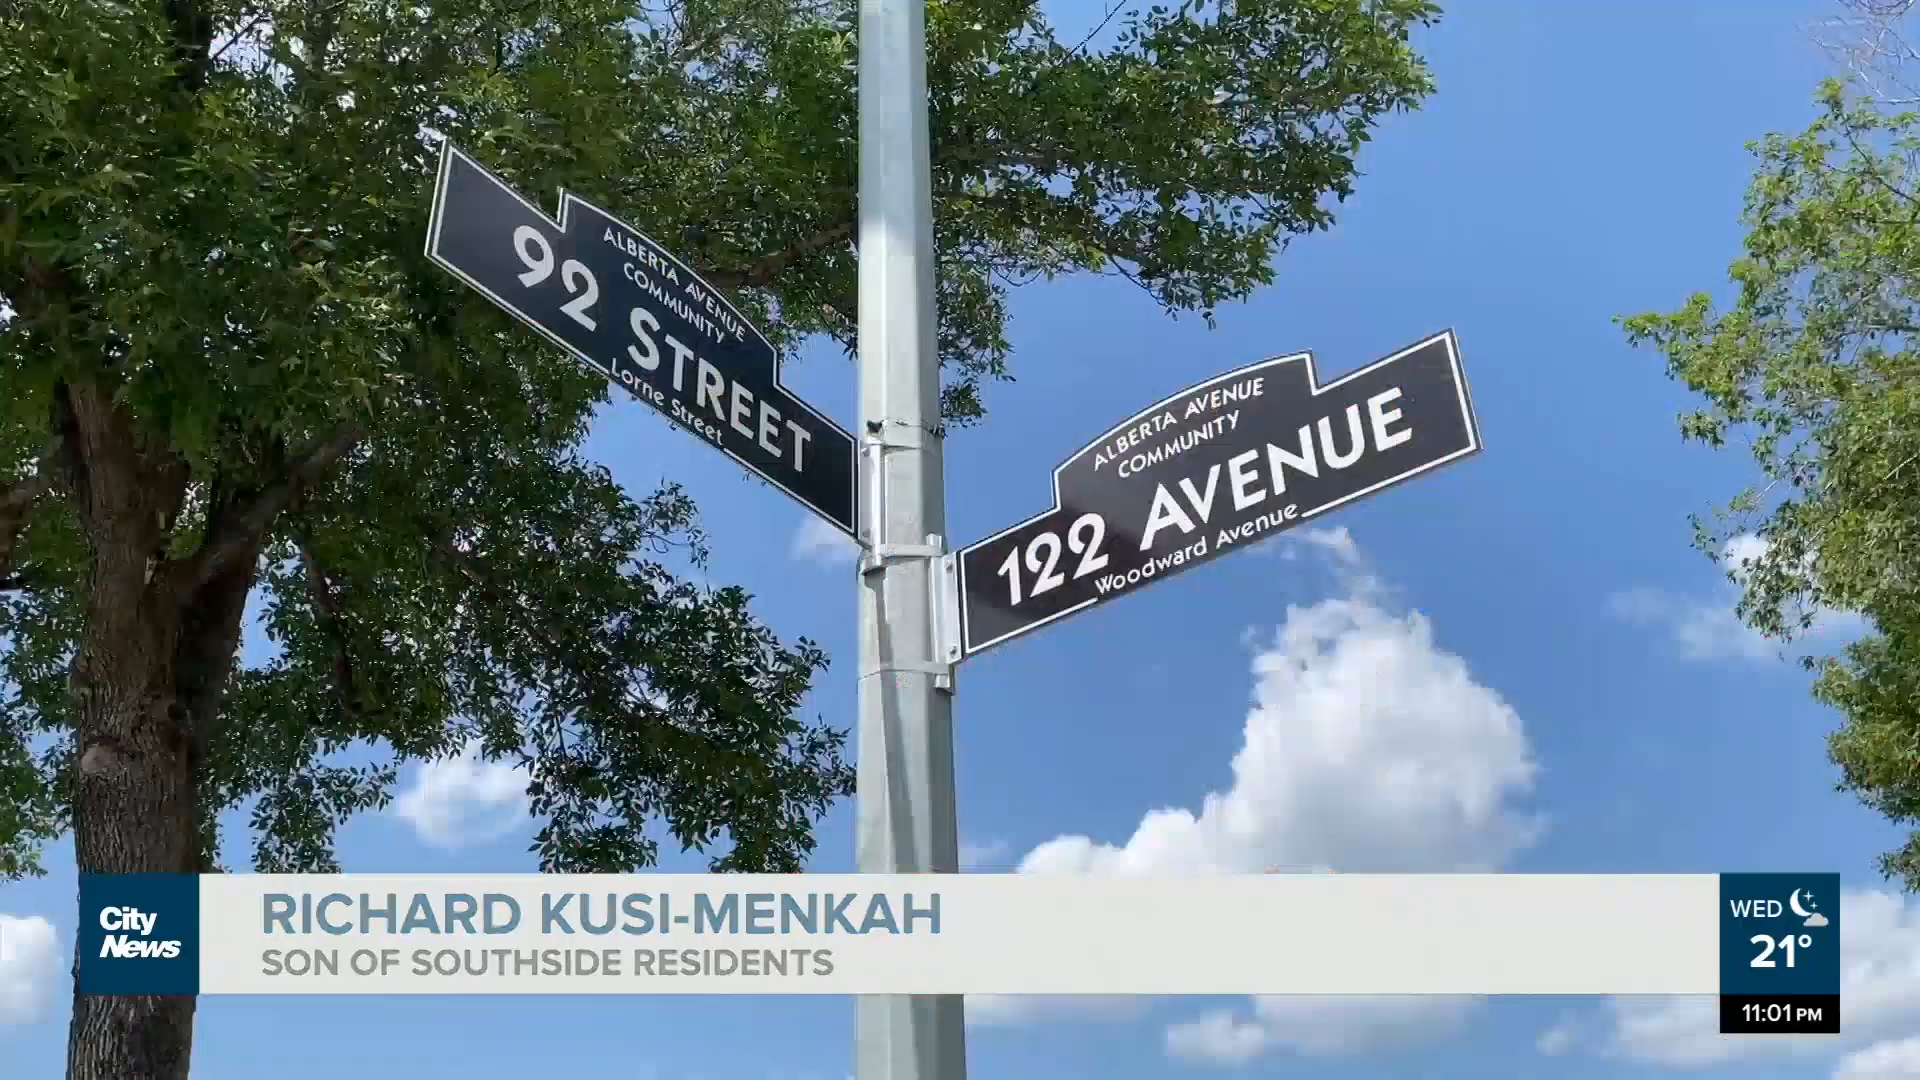 ALBERTA AVENUE
COMMUNITY
92 STREET
Lorne Street
ALBERTA AVENUE
COMMUNITY
122 AVENUE
Woodward Avenue
City
News
RICHARD KUSI-MENKAH
SON OF SOUTHSIDE RESIDENTS
WED
21°
11:01 PM